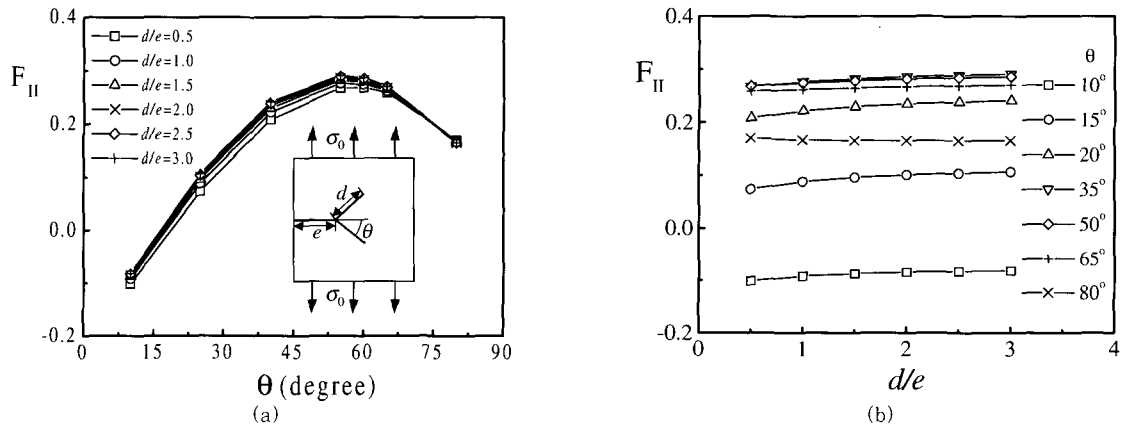 0.4
0.2
0.0
-0.2
F II
d/e=0.5
d/e=1.0
d/e=1.5
d/e=2.0
d/e=2.5
d/e=3.0
σ0
d
e
θ
σ0
0 15 30 45 60 75 90
θ (degree)
(a)
0.4
0.2
0.0
-0.2
F II
θ
10°
15°
20°
35°
50°
65°
80°
0 1 2 3 4
d/e
(b)